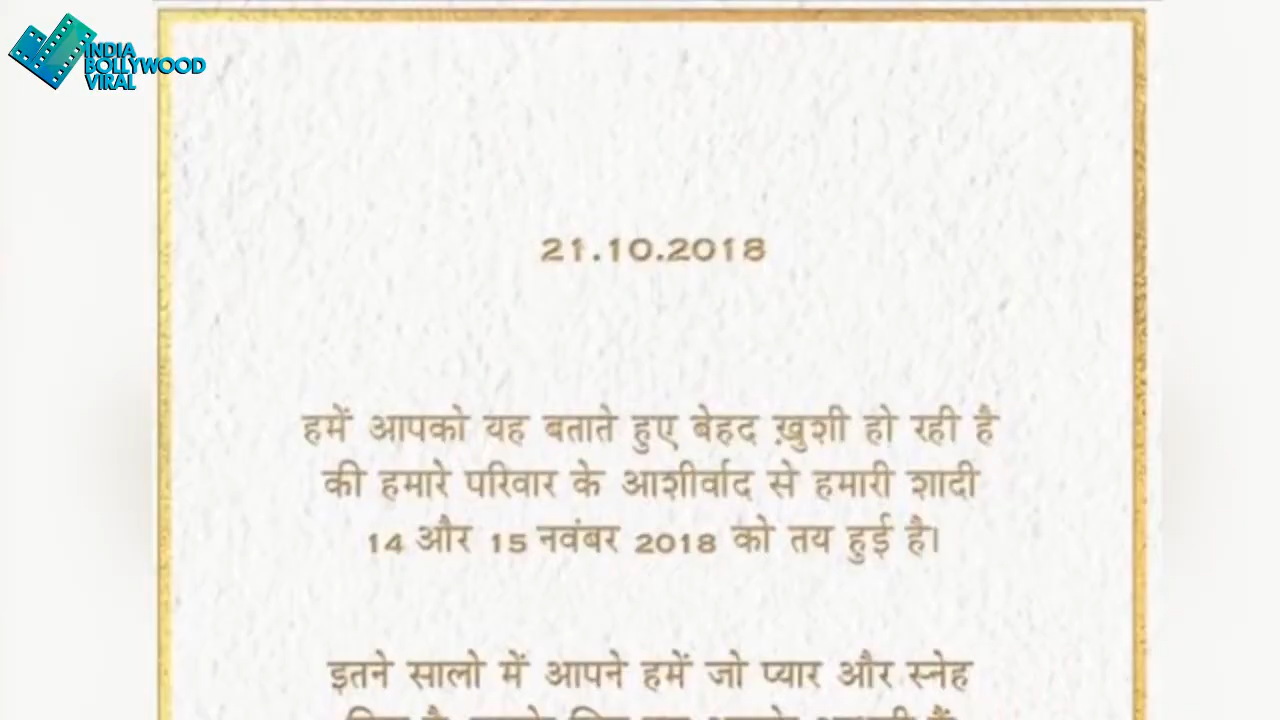 INDIA
BOLLYWOOD
VIRAL
21.10.2018
हमें आपको यह बताते हुए बेहद ख़ुशी हो रही है
की हमारे परिवार के आशीर्वाद से हमारी शादी
14 और 15 नवंबर 2018 को तय हुई है।
इतने सालो में आपने हमें जो प्यार और स्नेह